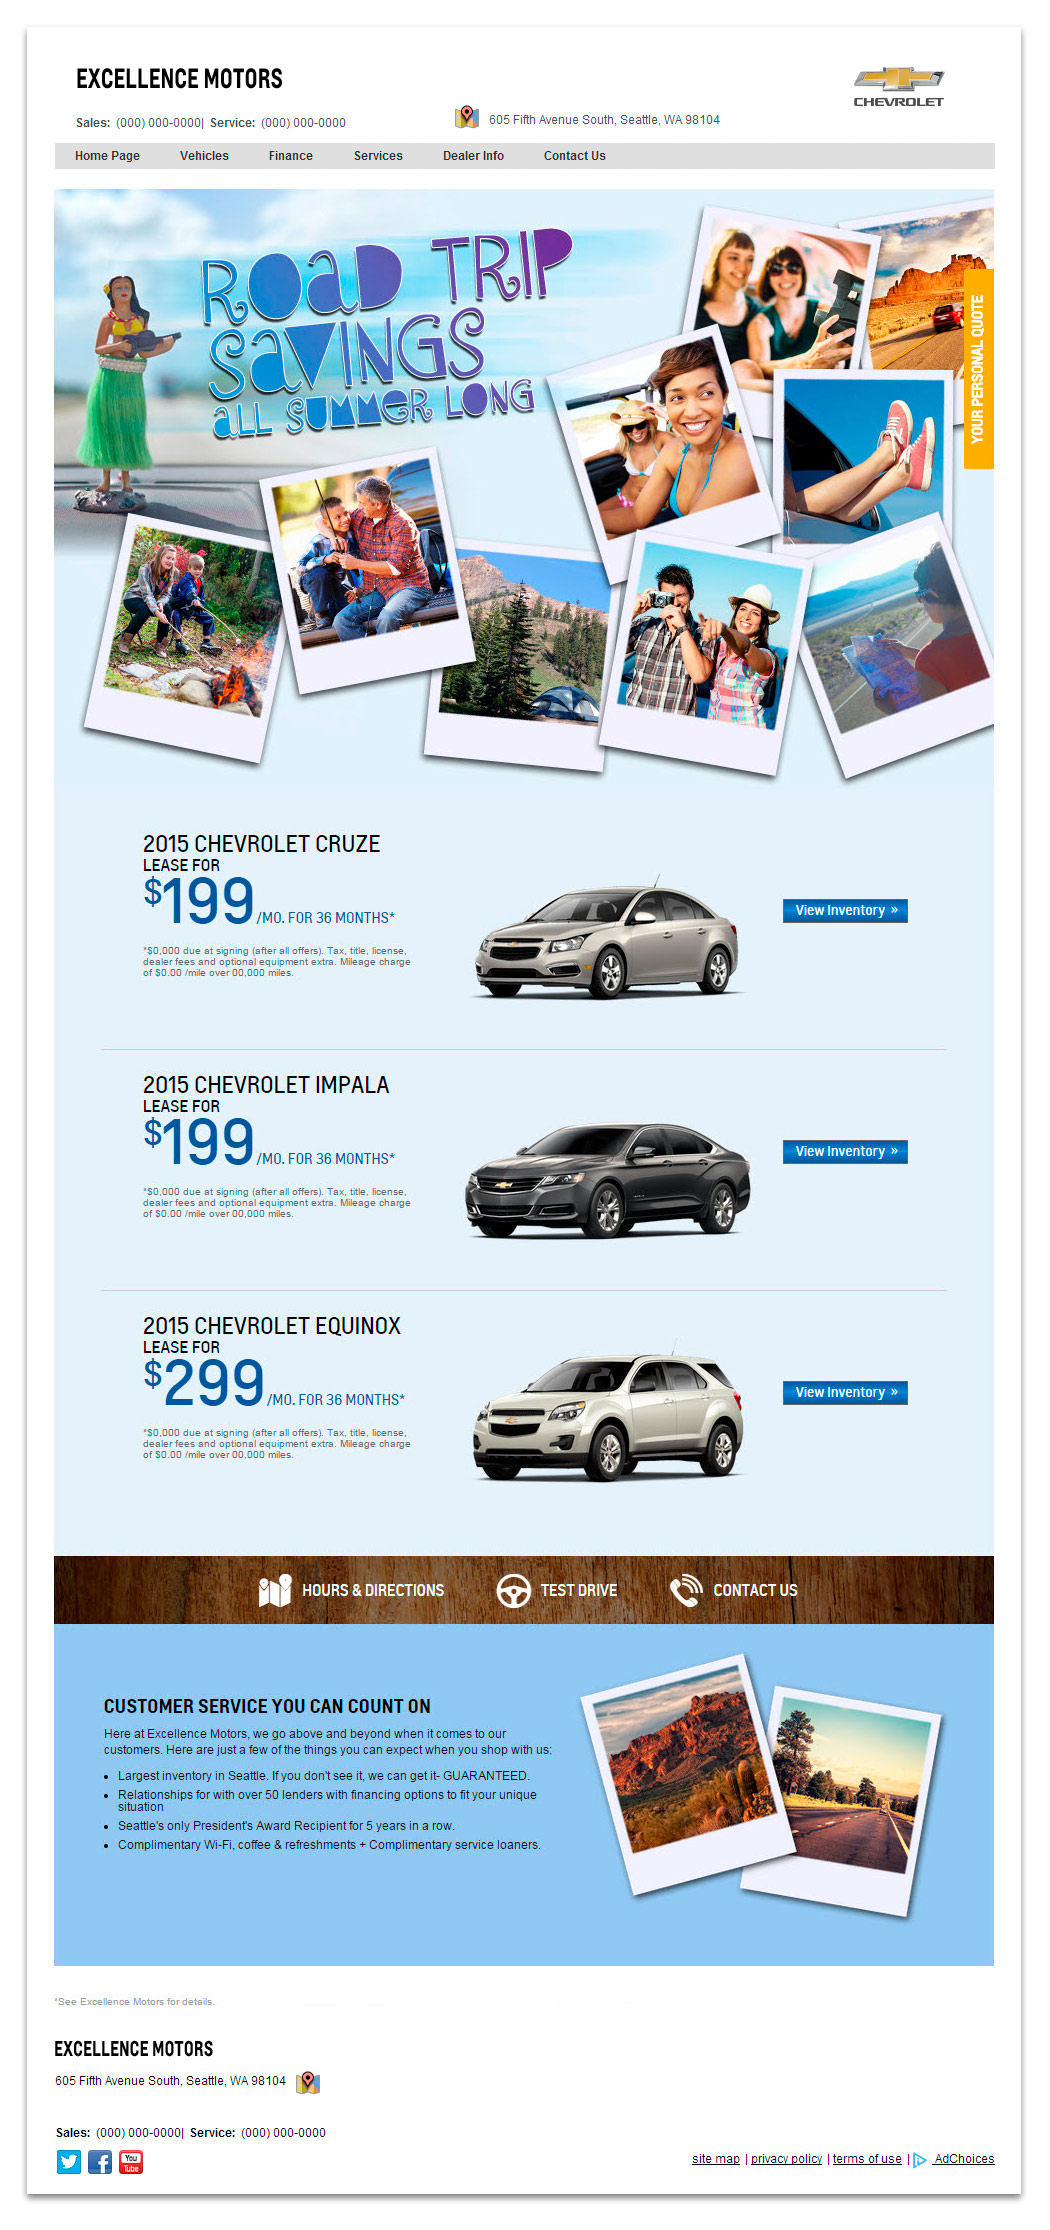 EXCELLENCE MOTORS
CHEVROLET
Sales: (000) 000-0000| Service: (000) 000-0000
605 Fifth Avenue South, Seattle, WA 98104
Home Page Vehicles Finance Services Dealer Info Contact Us
ROAD TRIP
SAVINGS
ALL SUMMER LONG
YOUR PERSONAL QUOTE
2015 CHEVROLET CRUZE
LEASE FOR
$199/MO. FOR 36 MONTHS*
View Inventory »
*$0,000 due at signing (after all offers). Tax, title, license,
dealer fees and optional equipment extra. Mileage charge
of $0.00 /mile over 00,000 miles.
2015 CHEVROLET IMPALA
LEASE FOR
$199/MO. FOR 36 MONTHS*
View Inventory »
*$0,000 due at signing (after all offers). Tax, title, license,
dealer fees and optional equipment extra. Mileage charge
of $0.00 /mile over 00,000 miles.
2015 CHEVROLET EQUINOX
LEASE FOR
$299/MO. FOR 36 MONTHS*
View Inventory »
*$0,000 due at signing (after all offers). Tax, title, license,
dealer fees and optional equipment extra. Mileage charge
of $0.00 /mile over 00,000 miles.
HOURS & DIRECTIONS TEST DRIVE CONTACT US
CUSTOMER SERVICE YOU CAN COUNT ON
Here at Excellence Motors, we go above and beyond when it comes to our
customers. Here are just a few of the things you can expect when you shop with us:
• Largest inventory in Seattle. If you don't see it, we can get it- GUARANTEED.
• Relationships for with over 50 lenders with financing options to fit your unique
situation
• Seattle's only President's Award Recipient for 5 years in a row.
• Complimentary Wi-Fi, coffee & refreshments + Complimentary service loaners.
*See Excellence Motors for details.
EXCELLENCE MOTORS
605 Fifth Avenue South, Seattle, WA 98104
Sales: (000) 000-0000| Service: (000) 000-0000
You
Tube
site map | privacy policy | terms of use | AdChoices